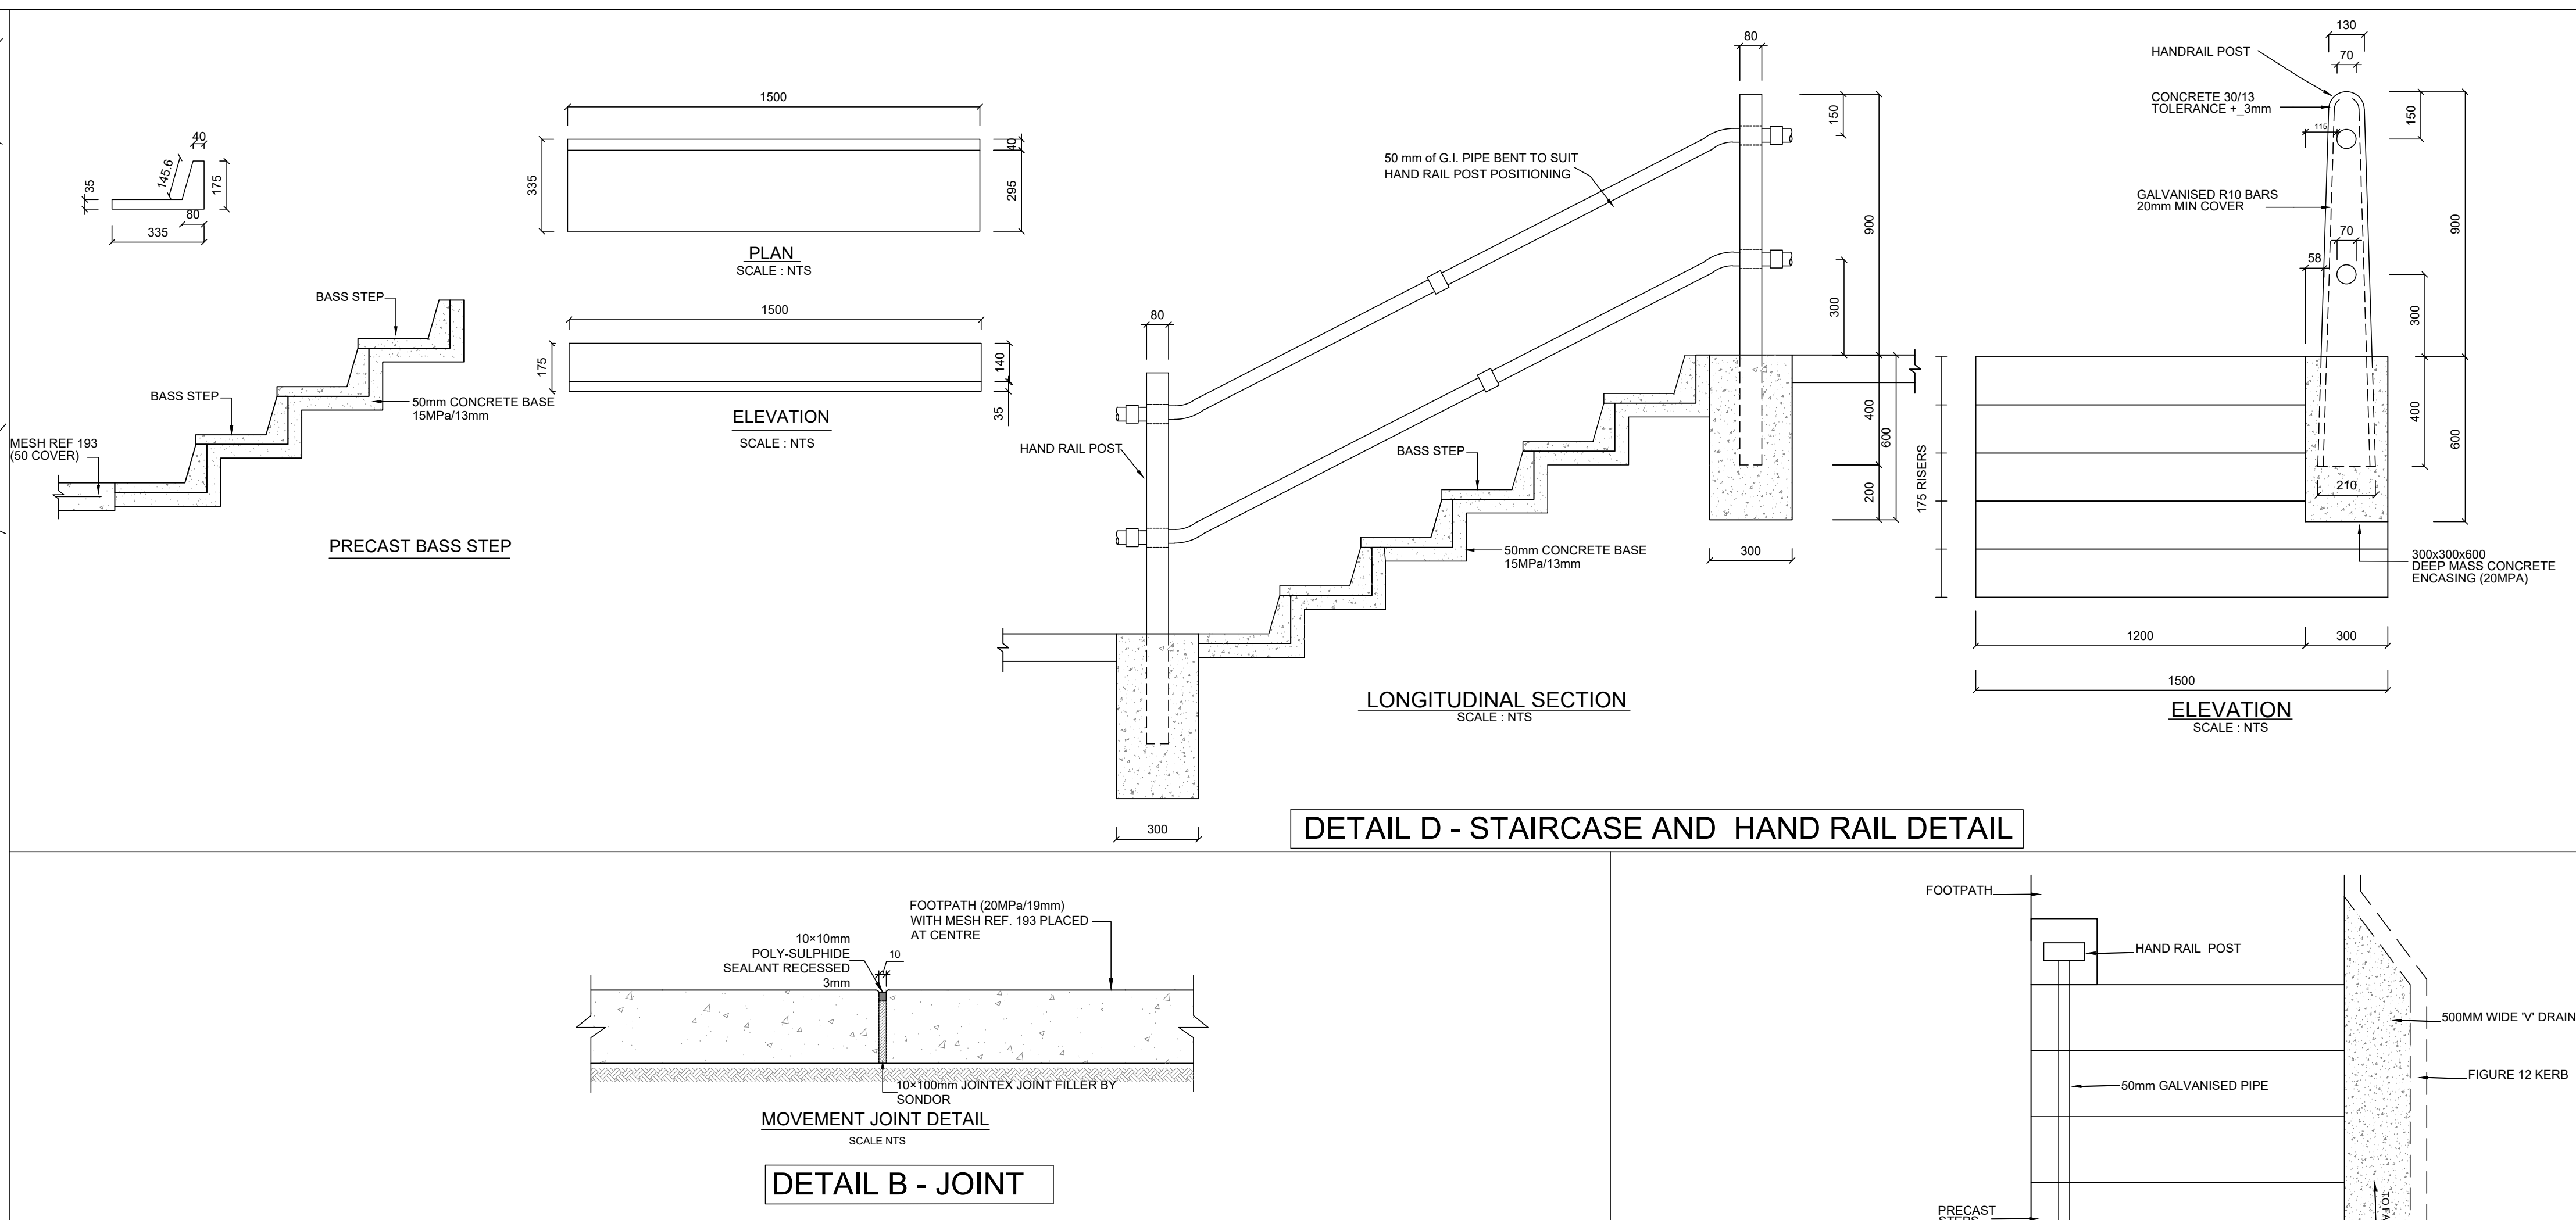 40
145.6
35
175
80
335
1500
335
40
295
PLAN
SCALE : NTS
1500
175
140
35
ELEVATION
SCALE : NTS
BASS STEP
BASS STEP
50mm CONCRETE BASE
15MPa/13mm
MESH REF 193
(50 COVER)
PRECAST BASS STEP
80
80
50 mm of G.I. PIPE BENT TO SUIT
HAND RAIL POST POSITIONING
150
900
300
400
600
200
HAND RAIL POST
BASS STEP
50mm CONCRETE BASE
15MPa/13mm
300
300
LONGITUDINAL SECTION
SCALE : NTS
130
HANDRAIL POST
70
CONCRETE 30/13
TOLERANCE +_3mm
115
150
GALVANISED R10 BARS
20mm MIN COVER
900
70
58
300
400
600
175 RISERS
210
300x300x600
DEEP MASS CONCRETE
ENCASING (20MPA)
1200
300
1500
ELEVATION
SCALE : NTS
DETAIL D - STAIRCASE AND HAND RAIL DETAIL
FOOTPATH (20MPa/19mm)
WITH MESH REF. 193 PLACED
AT CENTRE
10×10mm
POLY-SULPHIDE
SEALANT RECESSED
3mm
10
10×100mm JOINTEX JOINT FILLER BY
SONDOR
MOVEMENT JOINT DETAIL
SCALE NTS
DETAIL B - JOINT
FOOTPATH
HAND RAIL POST
500MM WIDE 'V' DRAIN
FIGURE 12 KERB
50mm GALVANISED PIPE
PRECAST